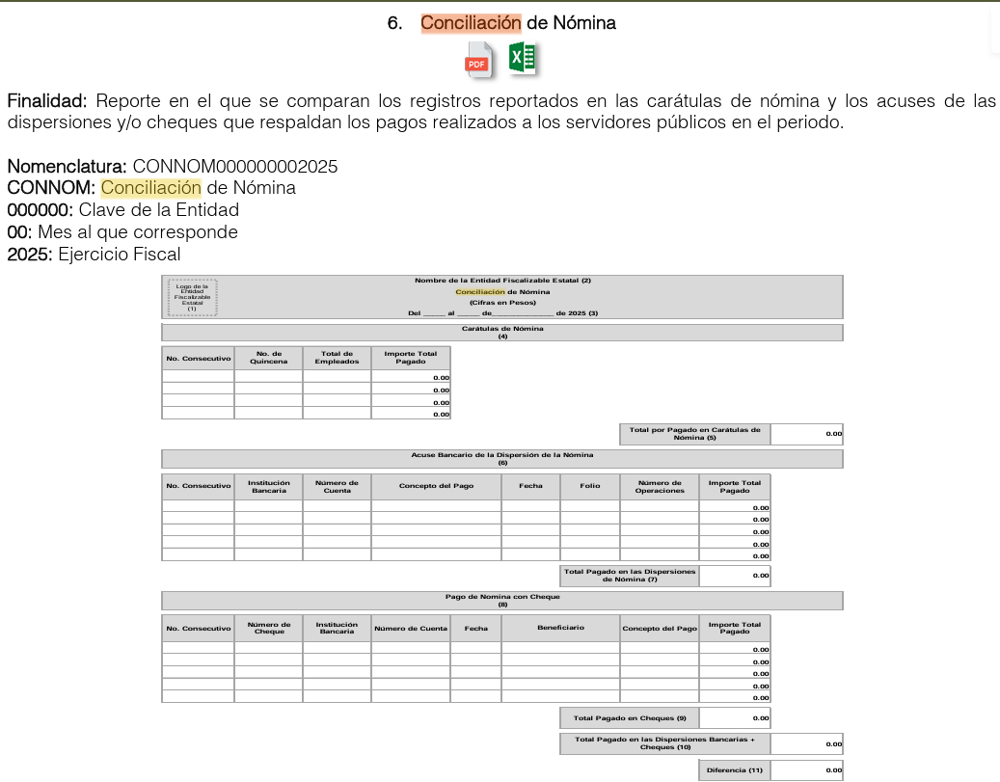 6. Conciliación de Nómina
PDF
X
Finalidad: Reporte en el que se comparan los registros reportados en las carátulas de nómina y los acuses de las
dispersiones y/o cheques que respaldan los pagos realizados a los servidores públicos en el periodo.
Nomenclatura: CONNOM000000002025
CONNOM: Conciliación de Nómina
000000: Clave de la Entidad
00: Mes al que corresponde
2025: Ejercicio Fiscal
Logo de la
Entidad
Fiscalizable
Estatal
(1)
Nombre de la Entidad Fiscalizable Estatal (2)
Conciliación de Nómina
(Cifras en Pesos)
Del _____ al _____ de______________ de 2025 (3)
Carátulas de Nómina
(4)
No. Consecutivo No. de Quincena Total de Empleados Importe Total Pagado
0.00
0.00
0.00
0.00
Total por Pagado en Carátulas de Nómina (5) 0.00
Acuse Bancario de la Dispersión de la Nómina
(6)
No. Consecutivo Institución Bancaria Número de Cuenta Concepto del Pago Fecha Folio Número de Operaciones Importe Total Pagado
0.00
0.00
0.00
0.00
0.00
Total Pagado en las Dispersiones de Nómina (7) 0.00
Pago de Nomina con Cheque
(8)
No. Consecutivo Número de Cheque Institución Bancaria Número de Cuenta Fecha Beneficiario Concepto del Pago Importe Total Pagado
0.00
0.00
0.00
0.00
0.00
Total Pagado en Cheques (9) 0.00
Total Pagado en las Dispersiones Bancarias + Cheques (10) 0.00
Diferencia (11) 0.00